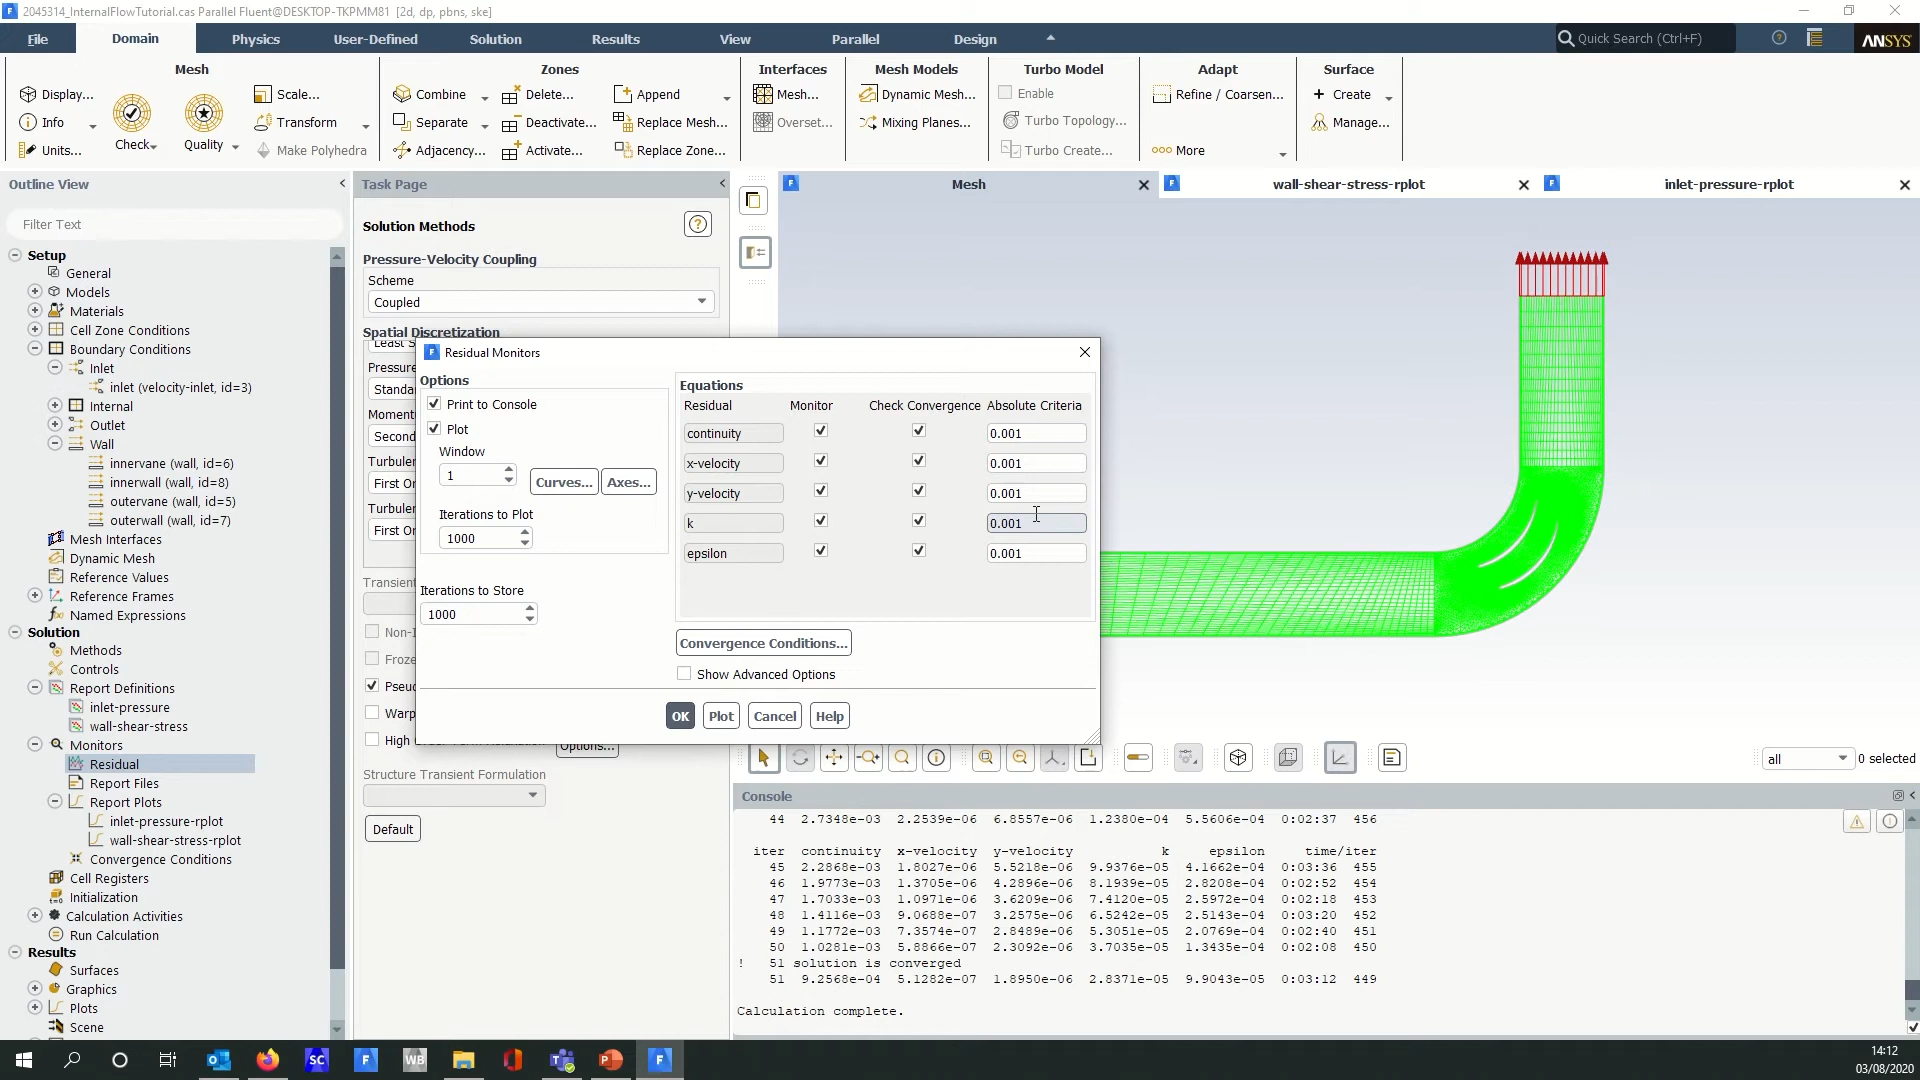 2045314_InternalFlowTutorial.cas Parallel Fluent@DESKTOP-TKPMM81 [2d, dp, pbns, ske]
File Domain Physics User-Defined Solution Results View Parallel Design Quick Search (Ctrl+F) ANSYS
Mesh Zones Interfaces Mesh Models Turbo Model Adapt Surface
Display... Scale... Combine Delete... Append Mesh... Dynamic Mesh... Enable Refine / Coarsen... + Create
Info Transform Separate Deactivate... Replace Mesh... Overset... Mixing Planes... Turbo Topology... Manage...
Units... Check Quality Make Polyhedra Adjacency... Activate... Replace Zone... Turbo Create... More
Outline View
Filter Text
Setup
General
Models
Materials
Cell Zone Conditions
Boundary Conditions
Inlet
inlet (velocity-inlet, id=3)
Internal
Outlet
Wall
innervane (wall, id=6)
innerwall (wall, id=8)
outervane (wall, id=5)
outerwall (wall, id=7)
Mesh Interfaces
Dynamic Mesh
Reference Values
Reference Frames
Named Expressions
Solution
Methods
Controls
Report Definitions
inlet-pressure
wall-shear-stress
Monitors
Residual
Report Files
Report Plots
inlet-pressure-rplot
wall-shear-stress-rplot
Convergence Conditions
Cell Registers
Initialization
Calculation Activities
Run Calculation
Results
Surfaces
Graphics
Plots
Scene
Task Page
Solution Methods
Pressure-Velocity Coupling
Scheme
Coupled
Spatial Discretization
Least S
Pressure
Standa
Moment
Second
Turbulen
First Or
Turbuler
First Or
Transient
Non-I
Froze
Pseud
Warp
High
Options...
Structure Transient Formulation
Default
Mesh wall-shear-stress-rplot inlet-pressure-rplot
Residual Monitors
Options
Print to Console
Plot
Window
1
Curves... Axes...
Iterations to Plot
1000
Iterations to Store
1000
Equations
Residual Monitor Check Convergence Absolute Criteria
continuity 0.001
x-velocity 0.001
y-velocity 0.001
k 0.001
epsilon 0.001
Convergence Conditions...
Show Advanced Options
OK Plot Cancel Help
all 0 selected
Console
44 2.7348e-03 2.2539e-06 6.8557e-06 1.2380e-04 5.5606e-04 0:02:37 456
iter continuity x-velocity y-velocity k epsilon time/iter
45 2.2868e-03 1.8027e-06 5.5218e-06 9.9376e-05 4.1662e-04 0:03:36 455
46 1.9773e-03 1.3705e-06 4.2896e-06 8.1939e-05 2.8208e-04 0:02:52 454
47 1.7033e-03 1.0971e-06 3.6209e-06 7.4120e-05 2.5972e-04 0:02:18 453
48 1.4116e-03 9.0688e-07 3.2575e-06 6.5242e-05 2.5143e-04 0:03:20 452
49 1.1772e-03 7.3574e-07 2.8489e-06 5.3051e-05 2.0769e-04 0:02:40 451
50 1.0281e-03 5.8866e-07 2.3092e-06 3.7035e-05 1.3435e-04 0:02:08 450
! 51 solution is converged
51 9.2568e-04 5.1282e-07 1.8950e-06 2.8371e-05 9.9043e-05 0:03:12 449
Calculation complete.
SC WB
14:12
03/08/2020